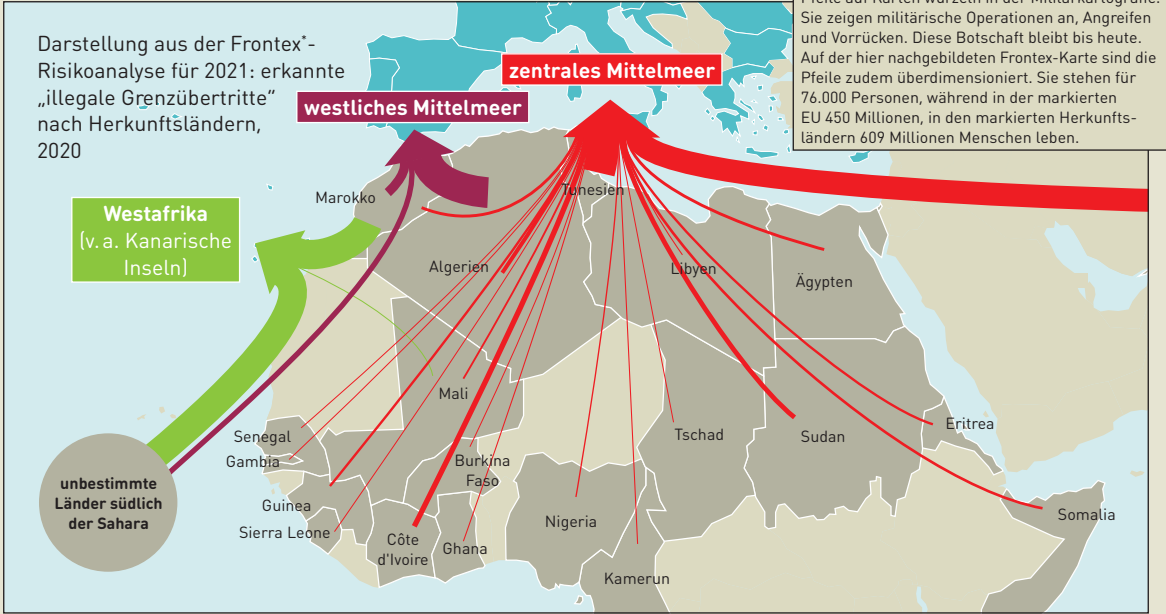 Darstellung aus der Frontex*-
Risikoanalyse für 2021: erkannte
„illegale Grenzübertritte“
nach Herkunftsländern,
2020
Pfeile auf Karten wurzeln in der Militärkartografie.
Sie zeigen militärische Operationen an, Angreifen
und Vorrücken. Diese Botschaft bleibt bis heute.
Auf der hier nachgebildeten Frontex-Karte sind die
Pfeile zudem überdimensioniert. Sie stehen für
76.000 Personen, während in der markierten
EU 450 Millionen, in den markierten Herkunfts-
ländern 609 Millionen Menschen leben.
zentrales Mittelmeer
westliches Mittelmeer
Westafrika
(v. a. Kanarische
Inseln)
Marokko
Tunesien
Algerien
Libyen
Ägypten
Mali
Senegal
Gambia
Burkina
Faso
Tschad
Sudan
Eritrea
unbestimmte
Länder südlich
der Sahara
Guinea
Sierra Leone
Côte
d'Ivoire
Ghana
Nigeria
Kamerun
Somalia